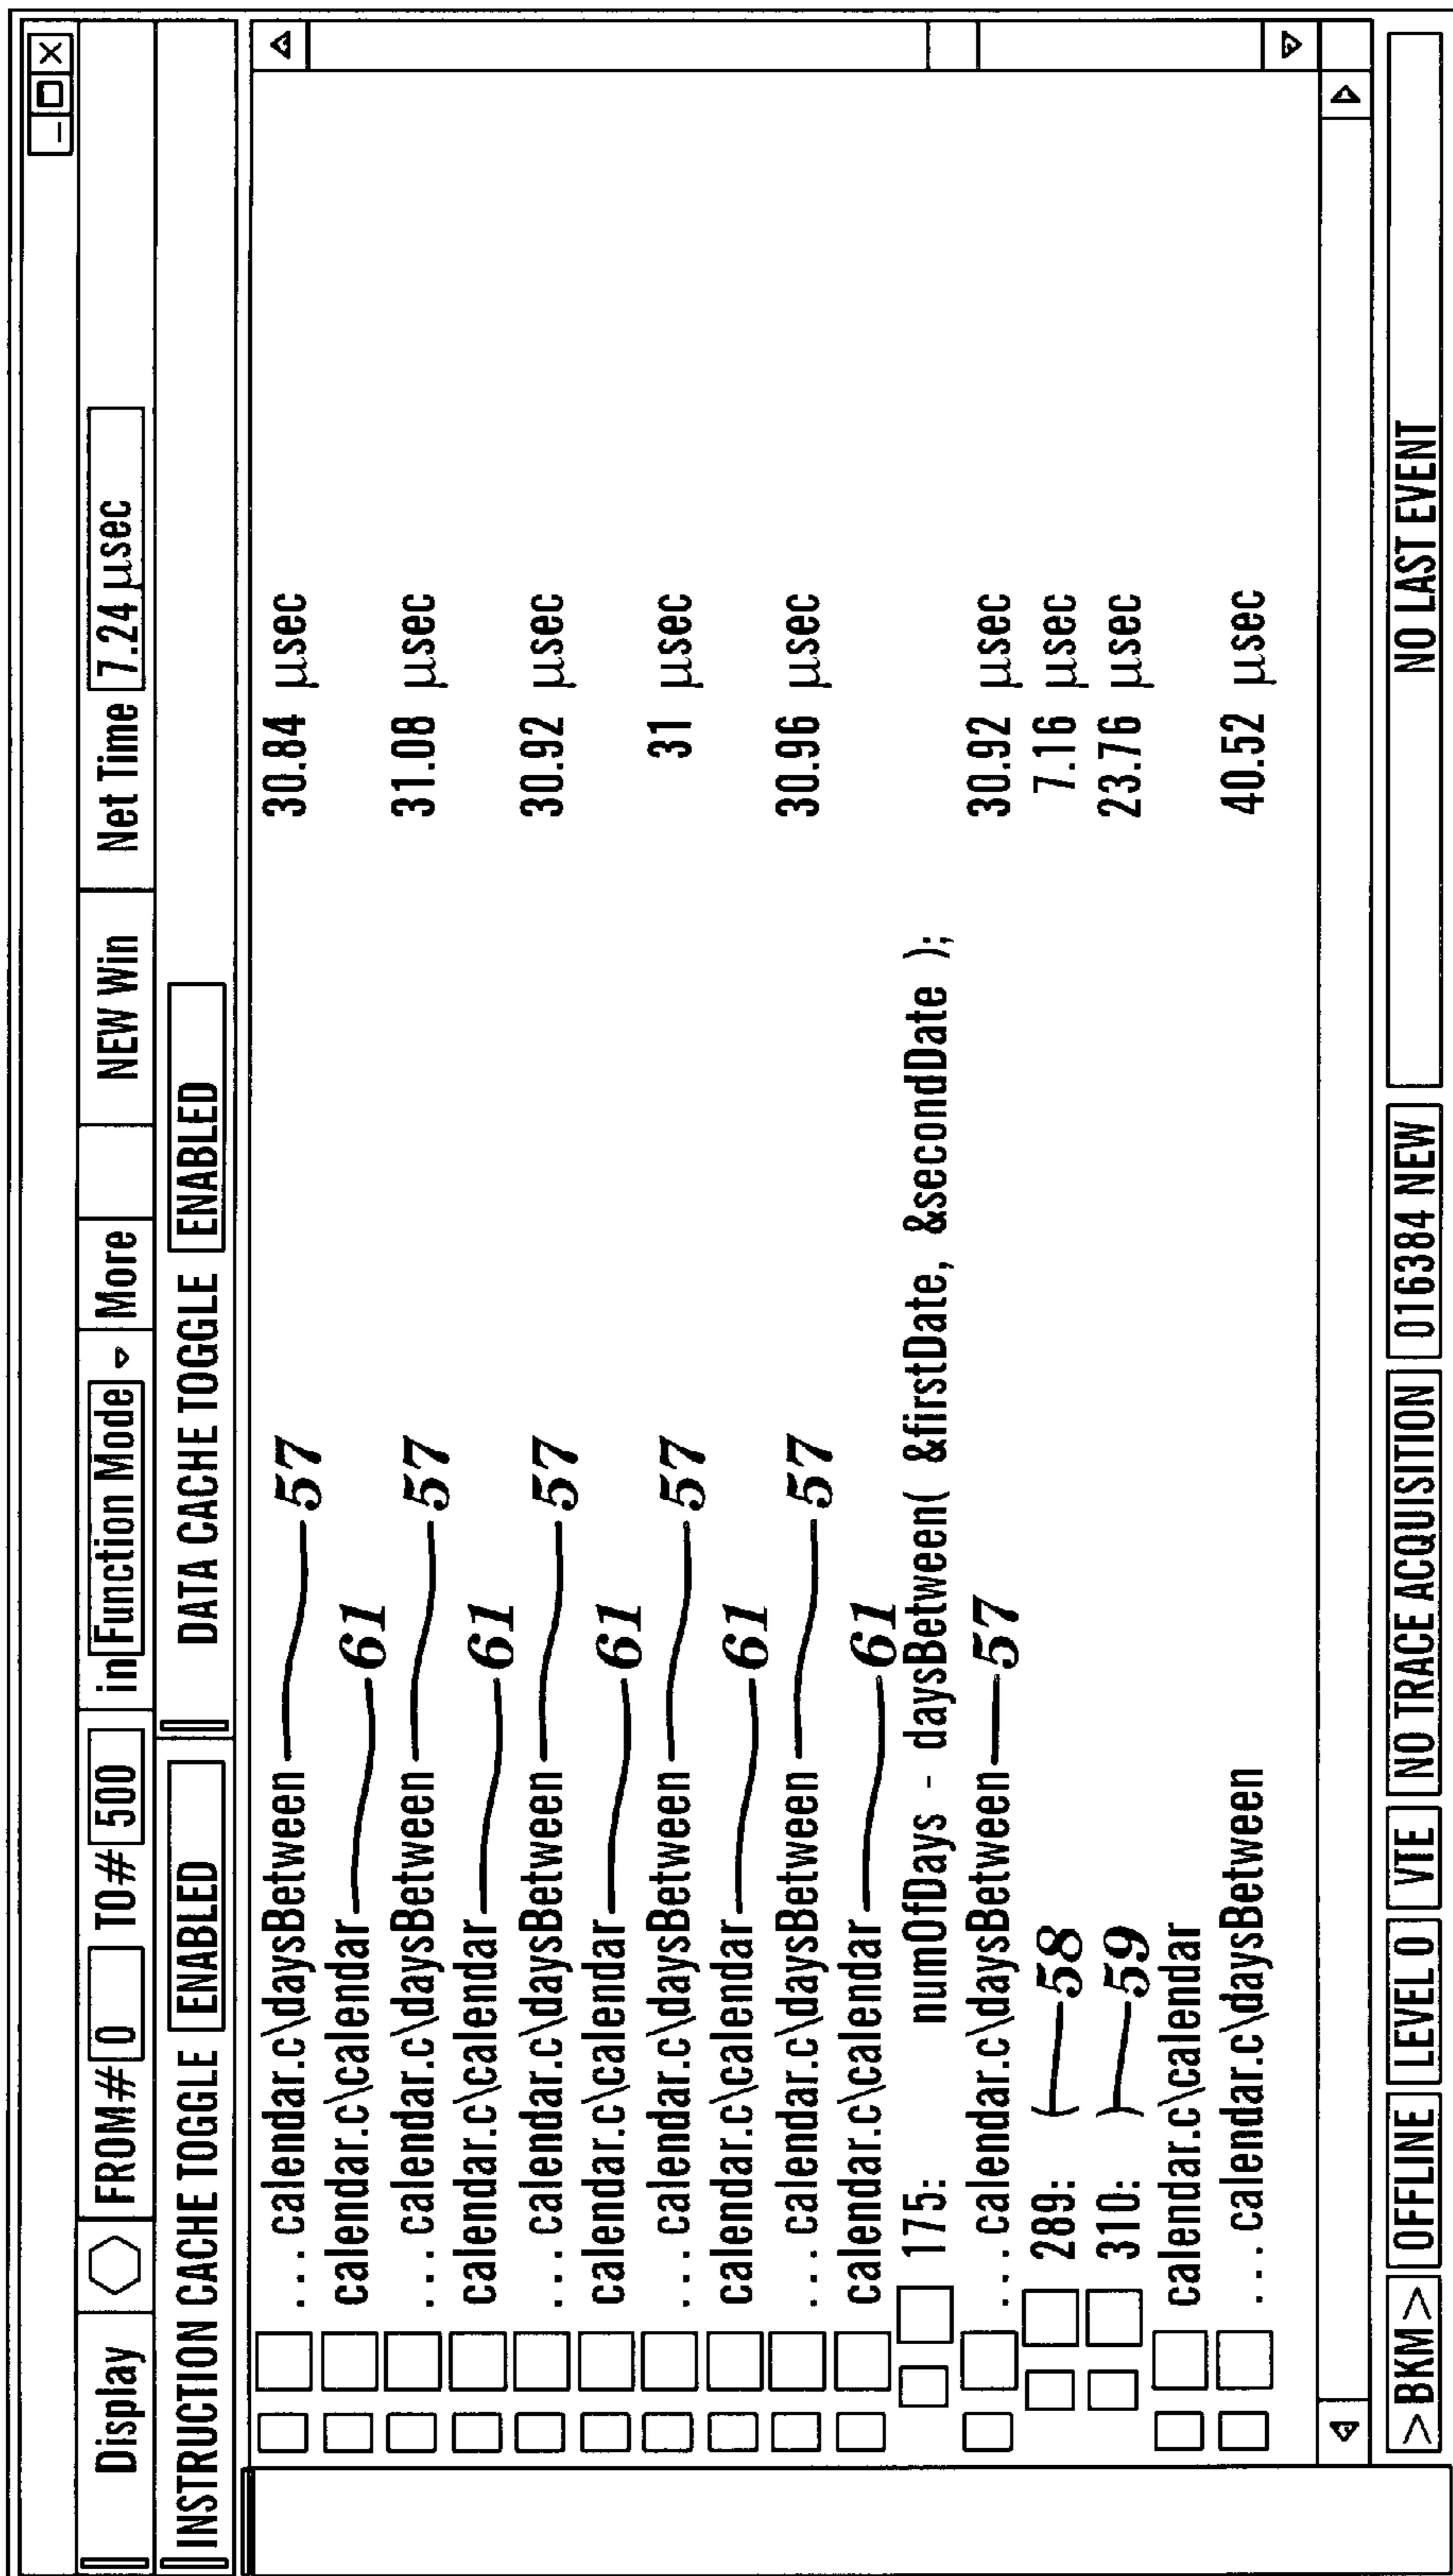 Display FROM# 0 TO# 500 in Function Mode More NEW Win Net Time 7.24 μsec
INSTRUCTION CACHE TOGGLE ENABLED DATA CACHE TOGGLE ENABLED
...calendar.c\daysBetween 57 30.84 μsec
calendar.c\calendar 61
...calendar.c\daysBetween 57 31.08 μsec
calendar.c\calendar 61
...calendar.c\daysBetween 57 30.92 μsec
calendar.c\calendar 61
...calendar.c\daysBetween 57 31 μsec
calendar.c\calendar 61
...calendar.c\daysBetween 57 30.96 μsec
calendar.c\calendar 61
175: numOfDays - daysBetween( &firstDate, &secondDate );
...calendar.c\daysBetween 57 30.92 μsec
289: ( 58 7.16 μsec
310: ) 59 23.76 μsec
calendar.c\calendar
...calendar.c\daysBetween 40.52 μsec
>BKM> OFFLINE LEVEL 0 VTE NO TRACE ACQUISITION 016384 NEW NO LAST EVENT